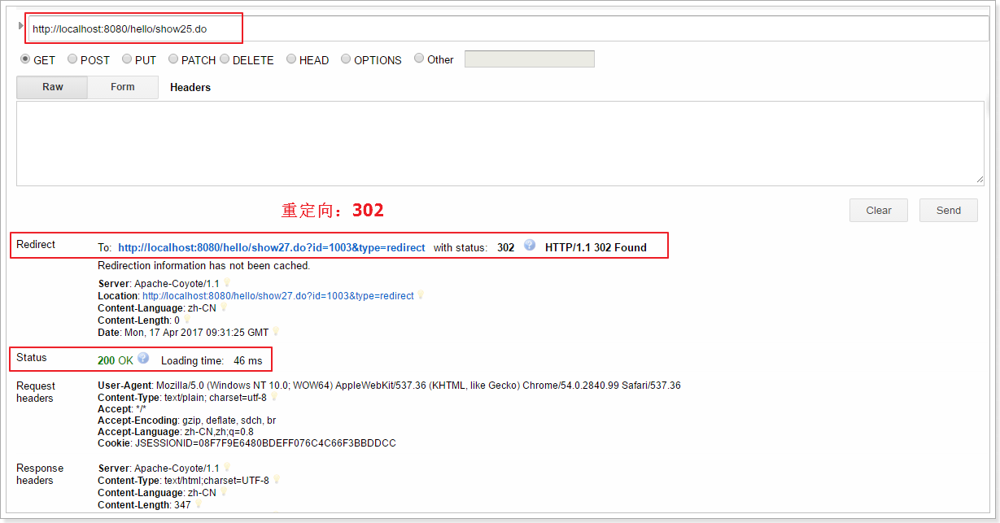 http://localhost:8080/hello/show25.do
GET POST PUT PATCH DELETE HEAD OPTIONS Other
Raw Form Headers
重定向：302
Clear Send
Redirect To: http://localhost:8080/hello/show27.do?id=1003&type=redirect with status: 302 HTTP/1.1 302 Found
Redirection information has not been cached.
Server: Apache-Coyote/1.1
Location: http://localhost:8080/hello/show27.do?id=1003&type=redirect
Content-Language: zh-CN
Content-Length: 0
Date: Mon, 17 Apr 2017 09:31:25 GMT
Status 200 OK Loading time: 46 ms
Request headers
User-Agent: Mozilla/5.0 (Windows NT 10.0; WOW64) AppleWebKit/537.36 (KHTML, like Gecko) Chrome/54.0.2840.99 Safari/537.36
Content-Type: text/plain; charset=utf-8
Accept: */*
Accept-Encoding: gzip, deflate, sdch, br
Accept-Language: zh-CN,zh;q=0.8
Cookie: JSESSIONID=08F7F9E6480BDEFF076C4C66F3BBDDCC
Response headers
Server: Apache-Coyote/1.1
Content-Type: text/html;charset=UTF-8
Content-Language: zh-CN
Content-Length: 347